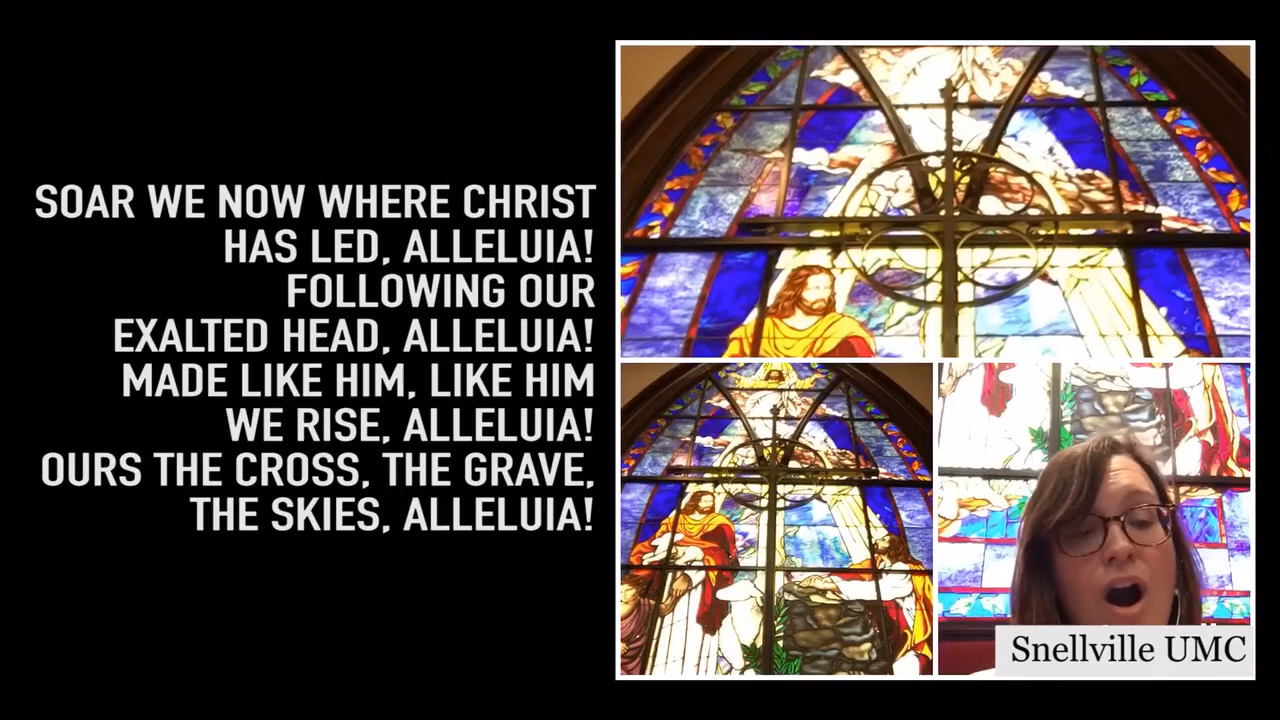 SOAR WE NOW WHERE CHRIST
HAS LED, ALLELUIA!
FOLLOWING OUR
EXALTED HEAD, ALLELUIA!
MADE LIKE HIM, LIKE HIM
WE RISE, ALLELUIA!
OURS THE CROSS, THE GRAVE,
THE SKIES, ALLELUIA!
Snellville UMC